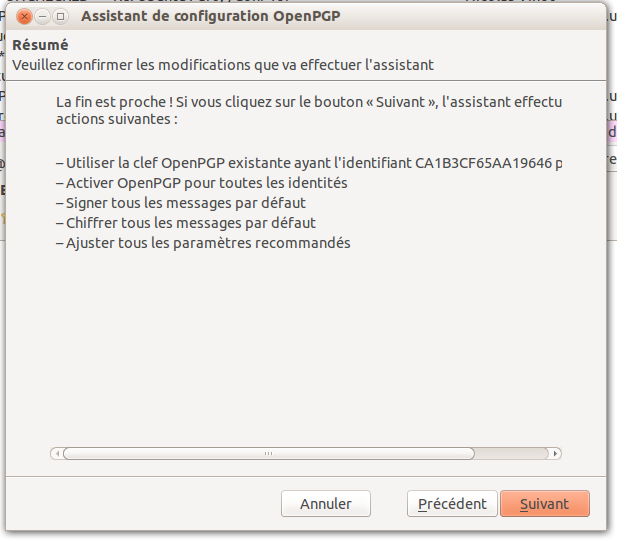 Assistant de configuration OpenPGP
Résumé
Veuillez confirmer les modifications que va effectuer l'assistant
La fin est proche ! Si vous cliquez sur le bouton « Suivant », l'assistant effectu
actions suivantes :
– Utiliser la clef OpenPGP existante ayant l'identifiant CA1B3CF65AA19646 p
– Activer OpenPGP pour toutes les identités
– Signer tous les messages par défaut
– Chiffrer tous les messages par défaut
– Ajuster tous les paramètres recommandés
Annuler
Précédent
Suivant